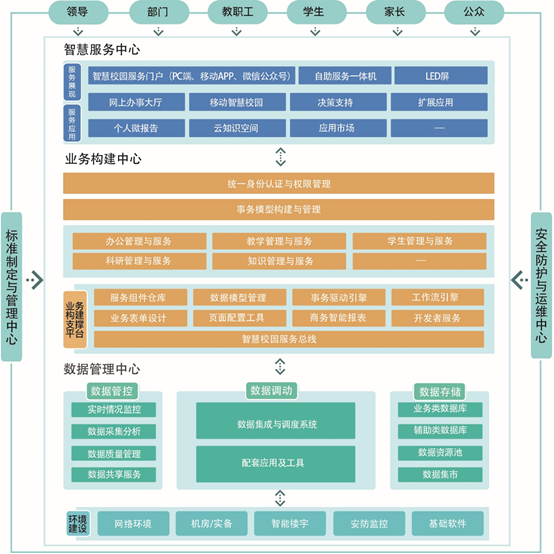 领导 部门 教职工 学生 家长 公众
智慧服务中心
服务展现
智慧校园服务门户（PC端、移动APP、微信公众号） 自助服务一体机 LED屏
服务应用
网上办事大厅 移动智慧校园 决策支持 扩展应用
个人微报告 云知识空间 应用市场 —
业务构建中心
统一身份认证与权限管理
事务模型构建与管理
办公管理与服务 教学管理与服务 学生管理与服务
科研管理与服务 知识管理与服务 —
业务构建支撑平台
服务组件仓库 数据模型管理 事务驱动引擎 工作流引擎
业务表单设计 页面配置工具 商务智能报表 开发者服务
智慧校园服务总线
数据管理中心
数据管控
实时情况监控
数据采集分析
数据质量管理
数据共享服务
数据调动
数据集成与调度系统
配套应用及工具
数据存储
业务类数据库
辅助类数据库
数据资源池
数据集市
环境建设
网络环境 机房/实备 智能楼宇 安防监控 基础软件
标准制定与管理中心
安全防护与运维中心